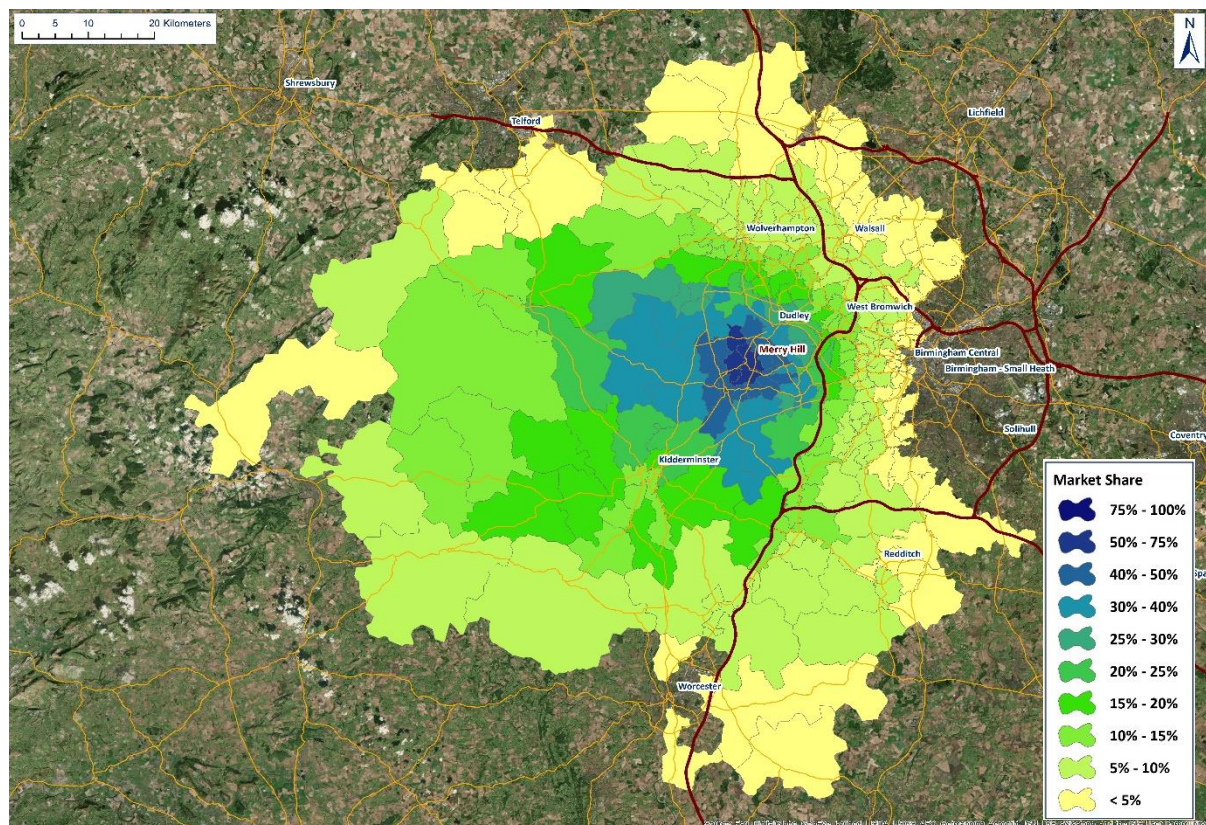 0 5 10 20 Kilometers
N
Shrewsbury
Telford
Lichfield
Wolverhampton
Walsall
West Bromwich
Dudley
Merry Hill
Birmingham Central
Birmingham - Small Heath
Solihull
Coventry
Kidderminster
Redditch
Worcester
Spa
Market Share
75% - 100%
50% - 75%
40% - 50%
30% - 40%
25% - 30%
20% - 25%
15% - 20%
10% - 15%
5% - 10%
< 5%